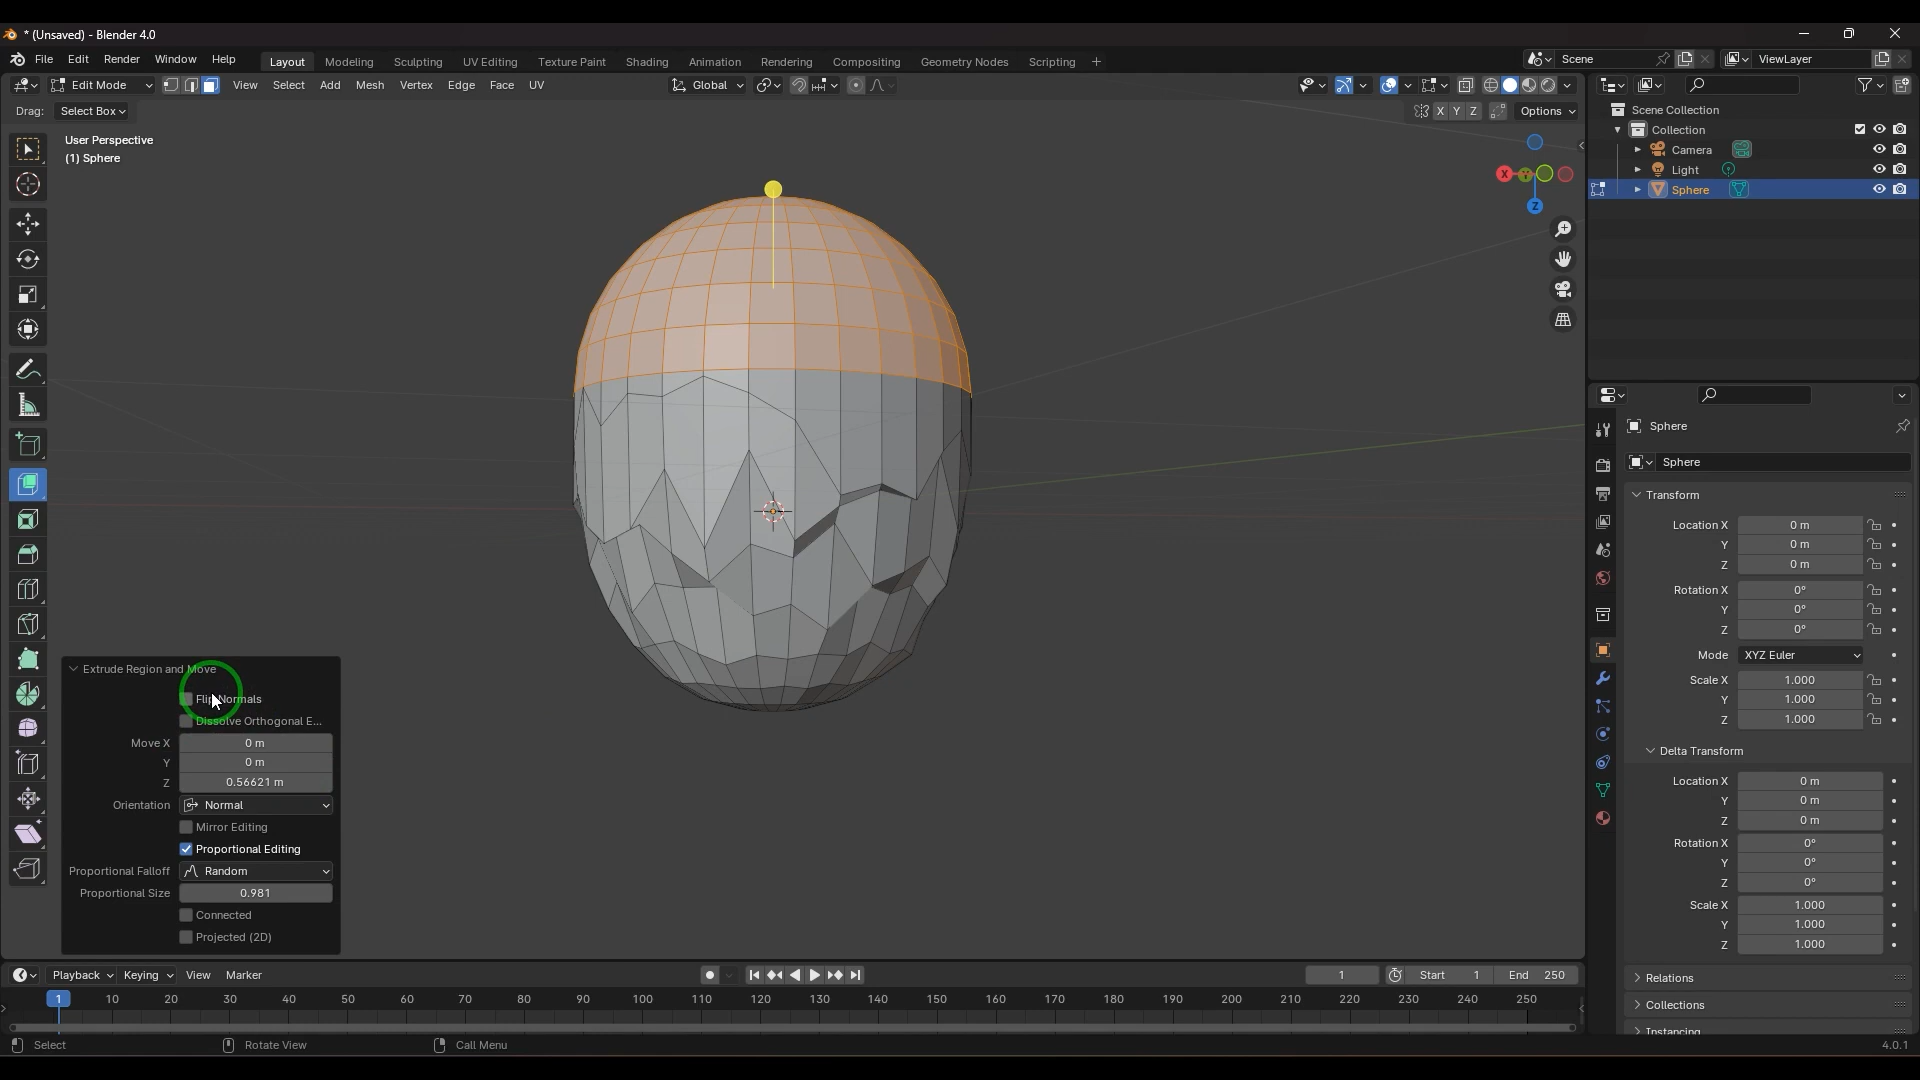 * (Unsaved) - Blender 4.0
File Edit Render Window Help
Layout Modeling Sculpting UV Editing Texture Paint Shading Animation Rendering Compositing Geometry Nodes Scripting +
Scene
ViewLayer
Edit Mode View Select Add Mesh Vertex Edge Face UV
Global
Drag: Select Box
X Y Z Options
User Perspective
(1) Sphere
X
Y
Z
Scene Collection
Collection
Camera
Light
Sphere
Sphere
Sphere
Transform
Location X 0 m
Y 0 m
Z 0 m
Rotation X 0°
Y 0°
Z 0°
Mode XYZ Euler
Scale X 1.000
Y 1.000
Z 1.000
Delta Transform
Location X 0 m
Y 0 m
Z 0 m
Rotation X 0°
Y 0°
Z 0°
Scale X 1.000
Y 1.000
Z 1.000
Relations
Collections
Instancing
Extrude Region and Move
Flip Normals
Dissolve Orthogonal E...
Move X 0 m
Y 0 m
Z 0.56621 m
Orientation Normal
Mirror Editing
Proportional Editing
Proportional Falloff Random
Proportional Size 0.981
Connected
Projected (2D)
Playback Keying View Marker
1 Start 1 End 250
1 10 20 30 40 50 60 70 80 90 100 110 120 130 140 150 160 170 180 190 200 210 220 230 240 250
Select Rotate View Call Menu
4.0.1